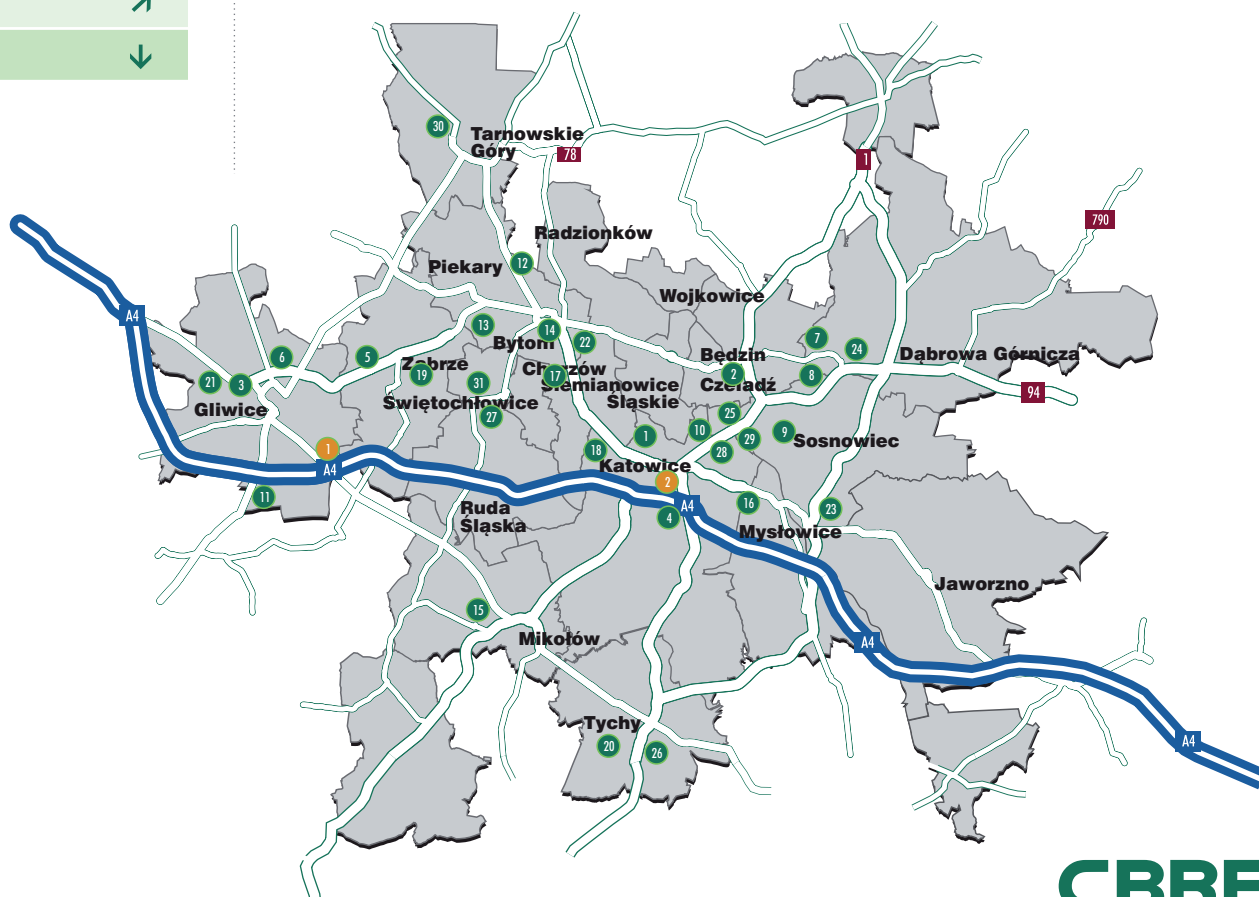 30
Tarnowskie
Góry
78
1
790
Radzionków
12
Piekary
Wojkowice
A4
13
14
Bytom
22
7
24
6
5
Będzin
Dabrowa Górnicza
Zabrze
19
Chorzów
17
2
8
21
3
31
Siemianowice
Śląskie
Czeladź
94
Gliwice
Świętochłowice
27
25
10
1
9
Sosnowiec
29
28
18
1
A4
Katowice
2
11
A4
4
16
23
Ruda
Śląska
Mysłowice
Jaworzno
15
Mikołów
A4
Tychy
20
26
A4
CBRE